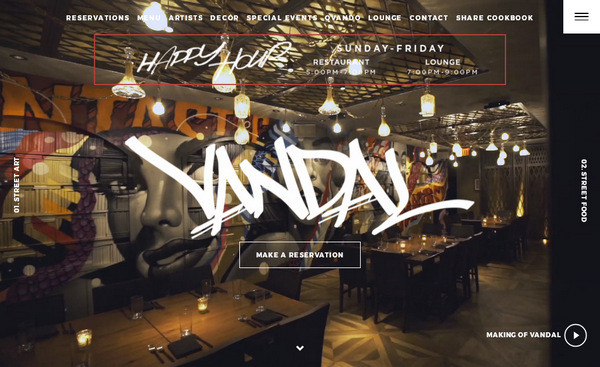 RESERVATIONS MENU ARTISTS DECOR SPECIAL EVENTS OVANDO LOUNGE CONTACT SHARE COOKBOOK
HAPPY HOUR
SUNDAY-FRIDAY
RESTAURANT LOUNGE
5:00PM-7:00PM 7:00PM-9:00PM
01. STREET ART
VANDAL
02. STREET FOOD
MAKE A RESERVATION
MAKING OF VANDAL